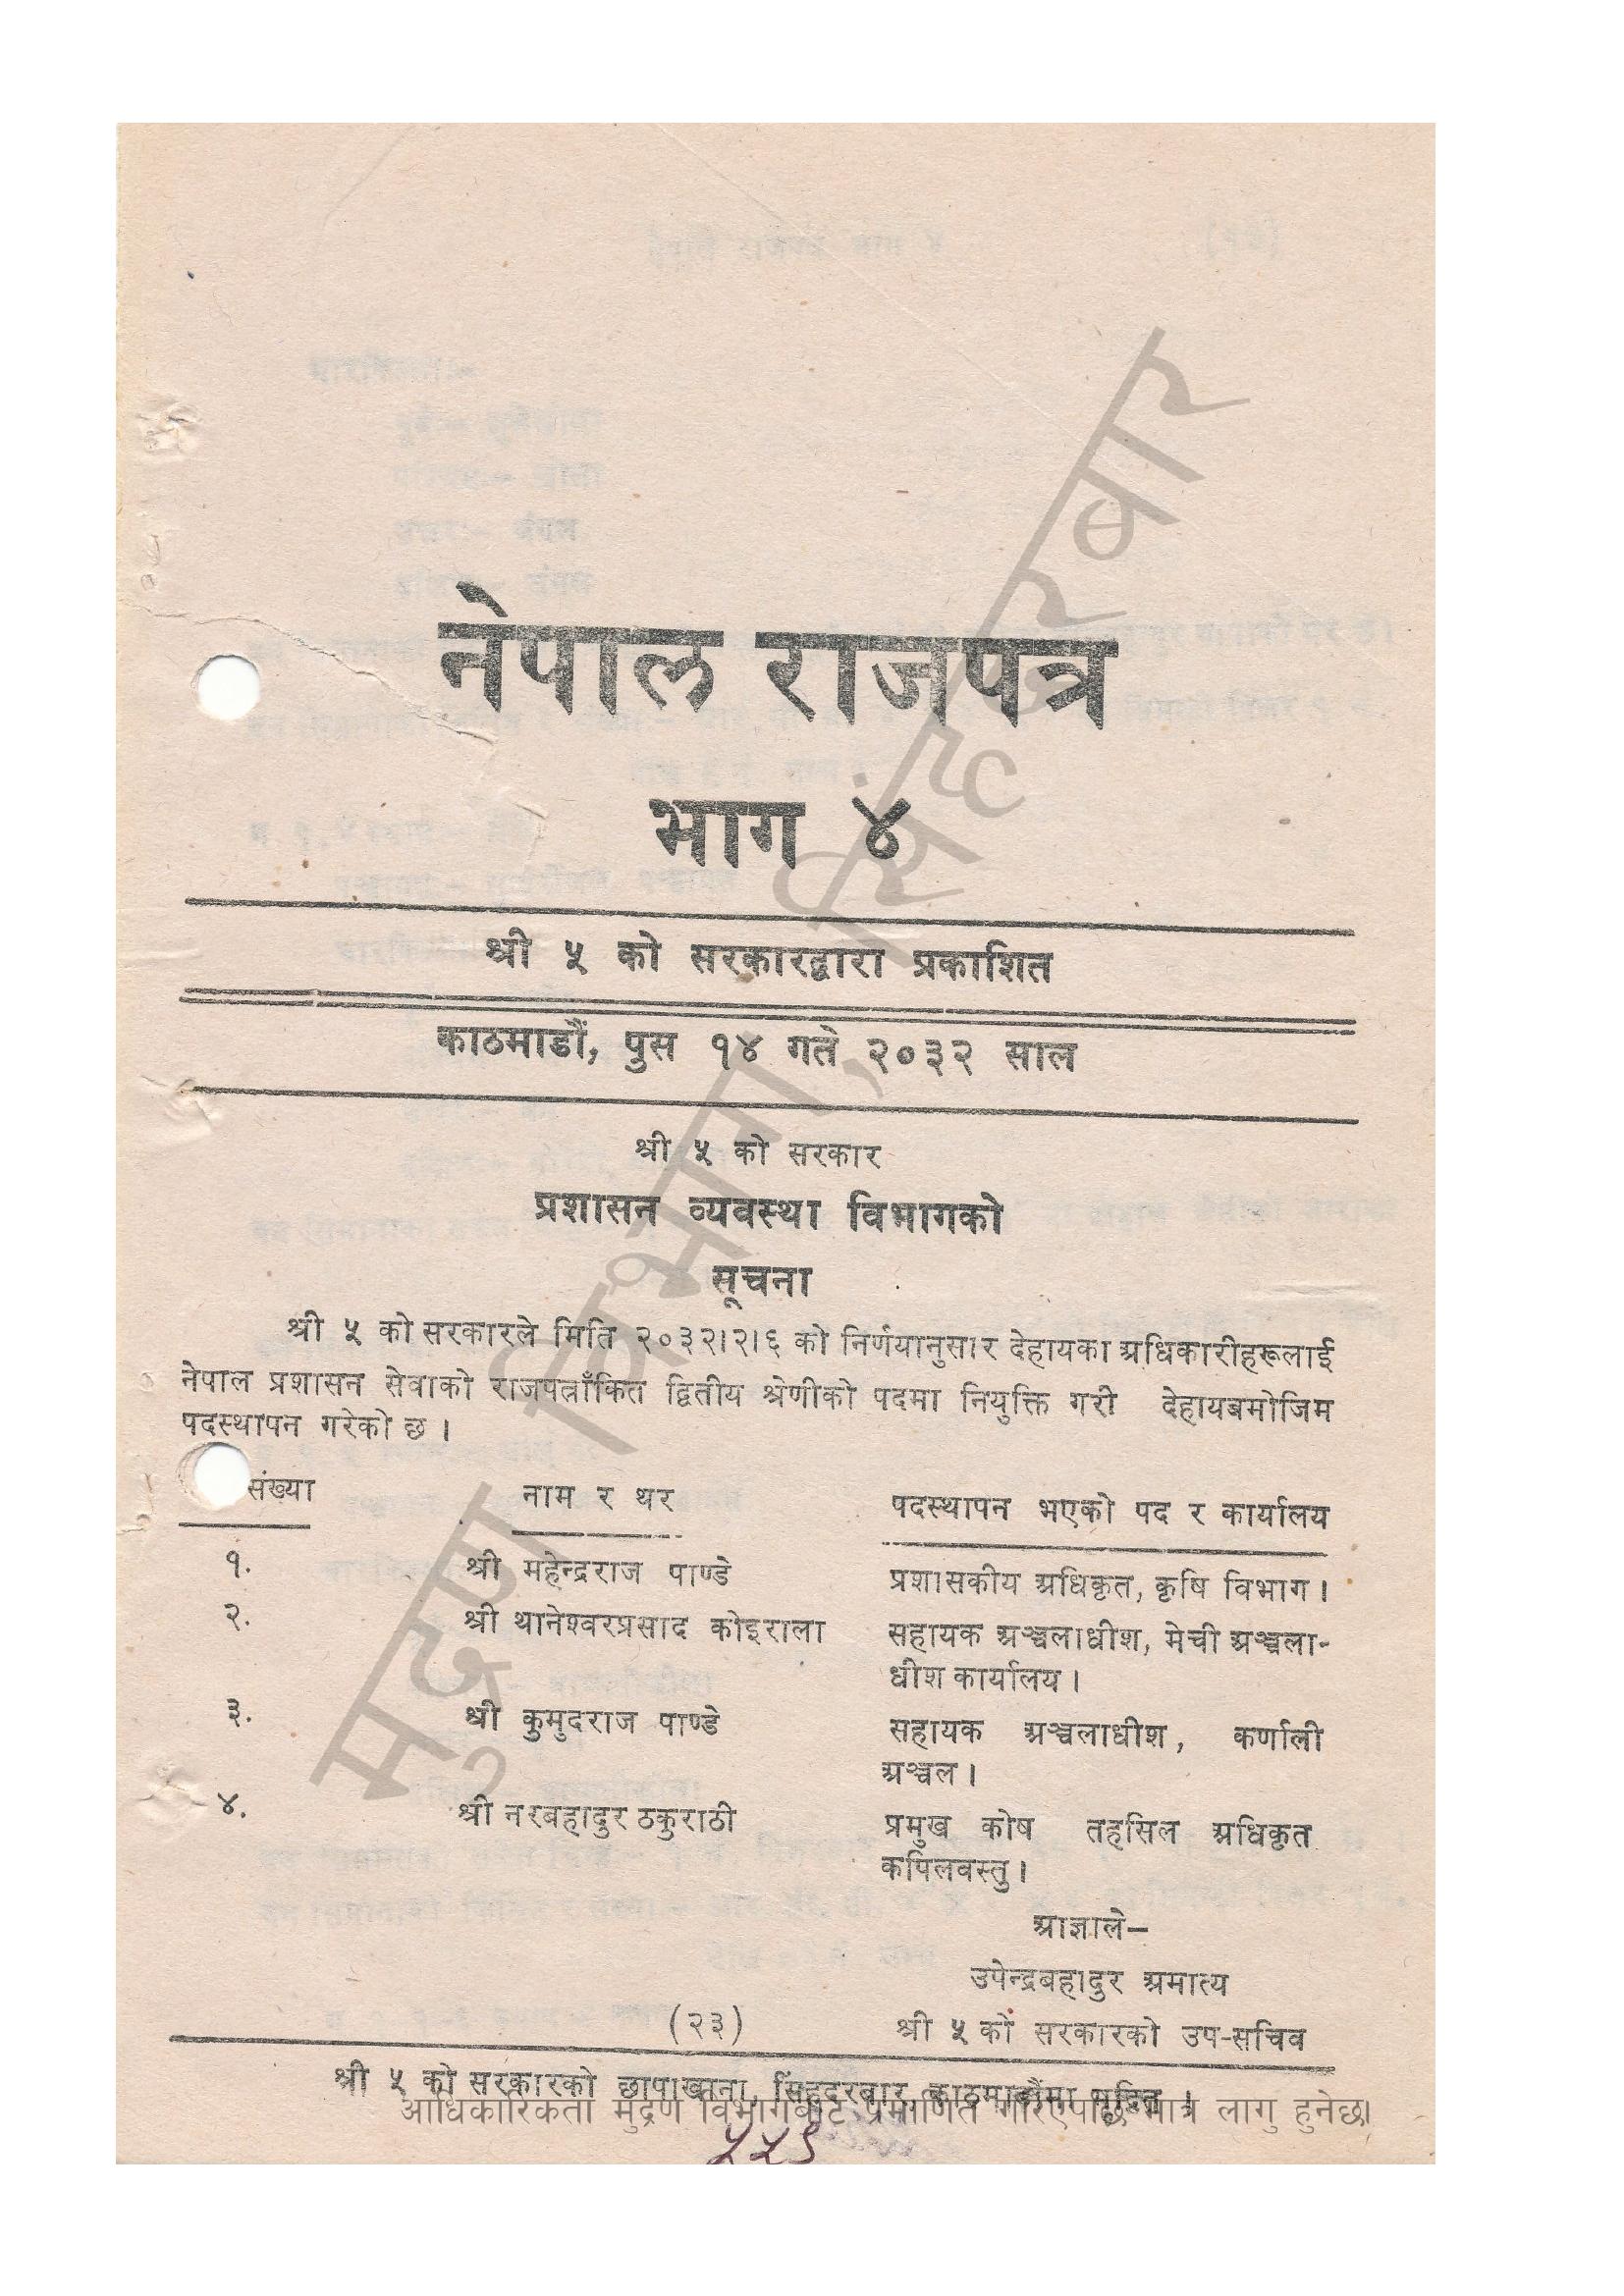 नेपाल राजपत्र
भाग ४
श्री ५ को सरकारद्वारा प्रकाशित
काठमाडौं, पुस १४ गते २०३२ साल
श्री ५ को सरकार
प्रशासन व्यवस्था विभागको
सूचना
श्री ५ को सरकारले मिति २०३२।२।६ को निर्णयानुसार देहायका अधिकारीहरूलाई
नेपाल प्रशासन सेवाको राजपत्राँकित द्वितीय श्रेणीको पदमा नियुक्ति गरी देहायबमोजिम
पदस्थापन गरेको छ ।
संख्या नाम र थर पदस्थापन भएको पद र कार्यालय
१. श्री महेन्द्रराज पाण्डे प्रशासकीय अधिकृत, कृषि विभाग ।
२. श्री थानेश्वरप्रसाद कोइराला सहायक अञ्चलाधीश, मेची अञ्चला-
धीश कार्यालय ।
३. श्री कुमुदराज पाण्डे सहायक अञ्चलाधीश, कर्णाली
अञ्चल ।
४. श्री नरबहादुर ठकुराठी प्रमुख कोष तहसिल अधिकृत
कपिलवस्तु ।
आज्ञाले–
उपेन्द्रबहादुर अमात्य
(२३) श्री ५ को सरकारको उप-सचिव
श्री ५ को सरकारको छापाखाना, सिंहदरबार, काठमाडौंमा मुद्रित ।
आधिकारिकता मुद्रण विभागबाट प्रमाणित गरिएपछि मात्र लागु हुनेछ।
५५९
मुद्रण विभाग, सिंहदरबार